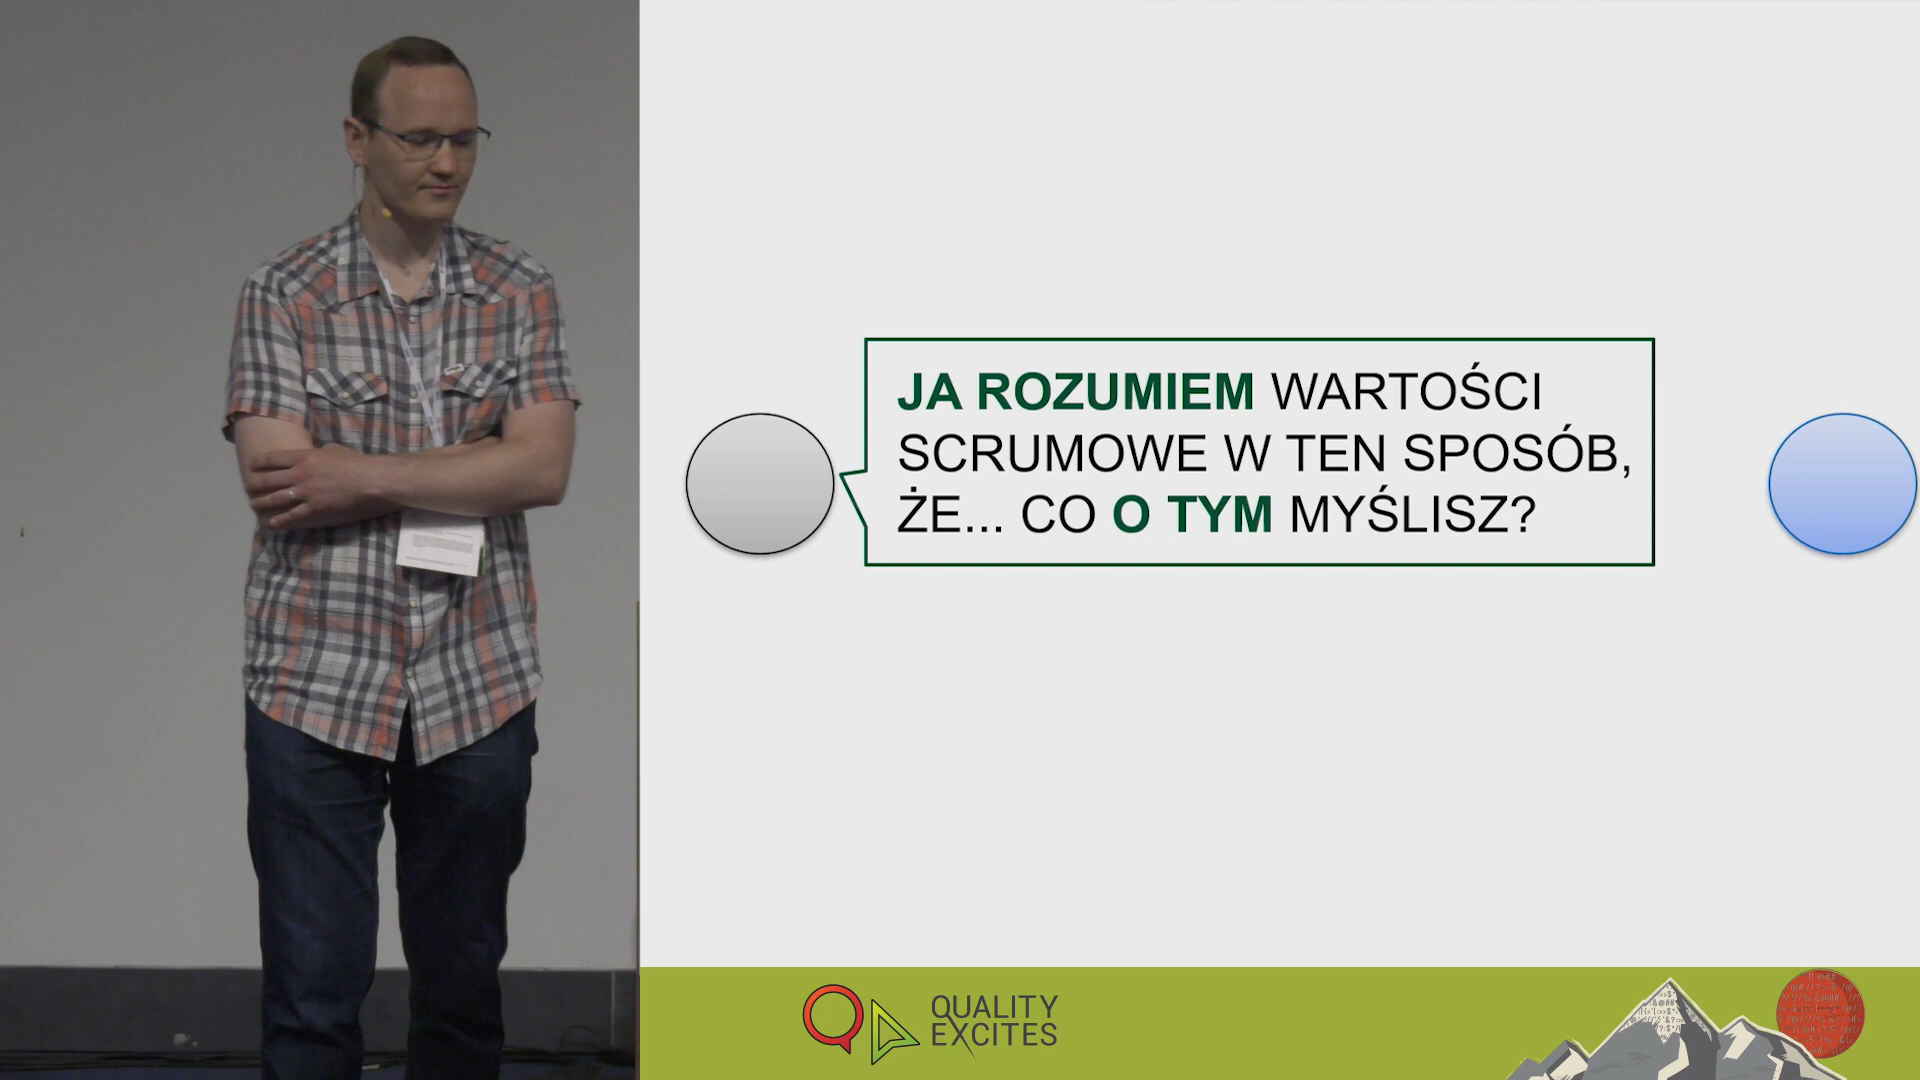 JA ROZUMIEM WARTOŚCI
SCRUMOWE W TEN SPOSÓB,
ŻE... CO O TYM MYŚLISZ?
QUALITY
EXCITES